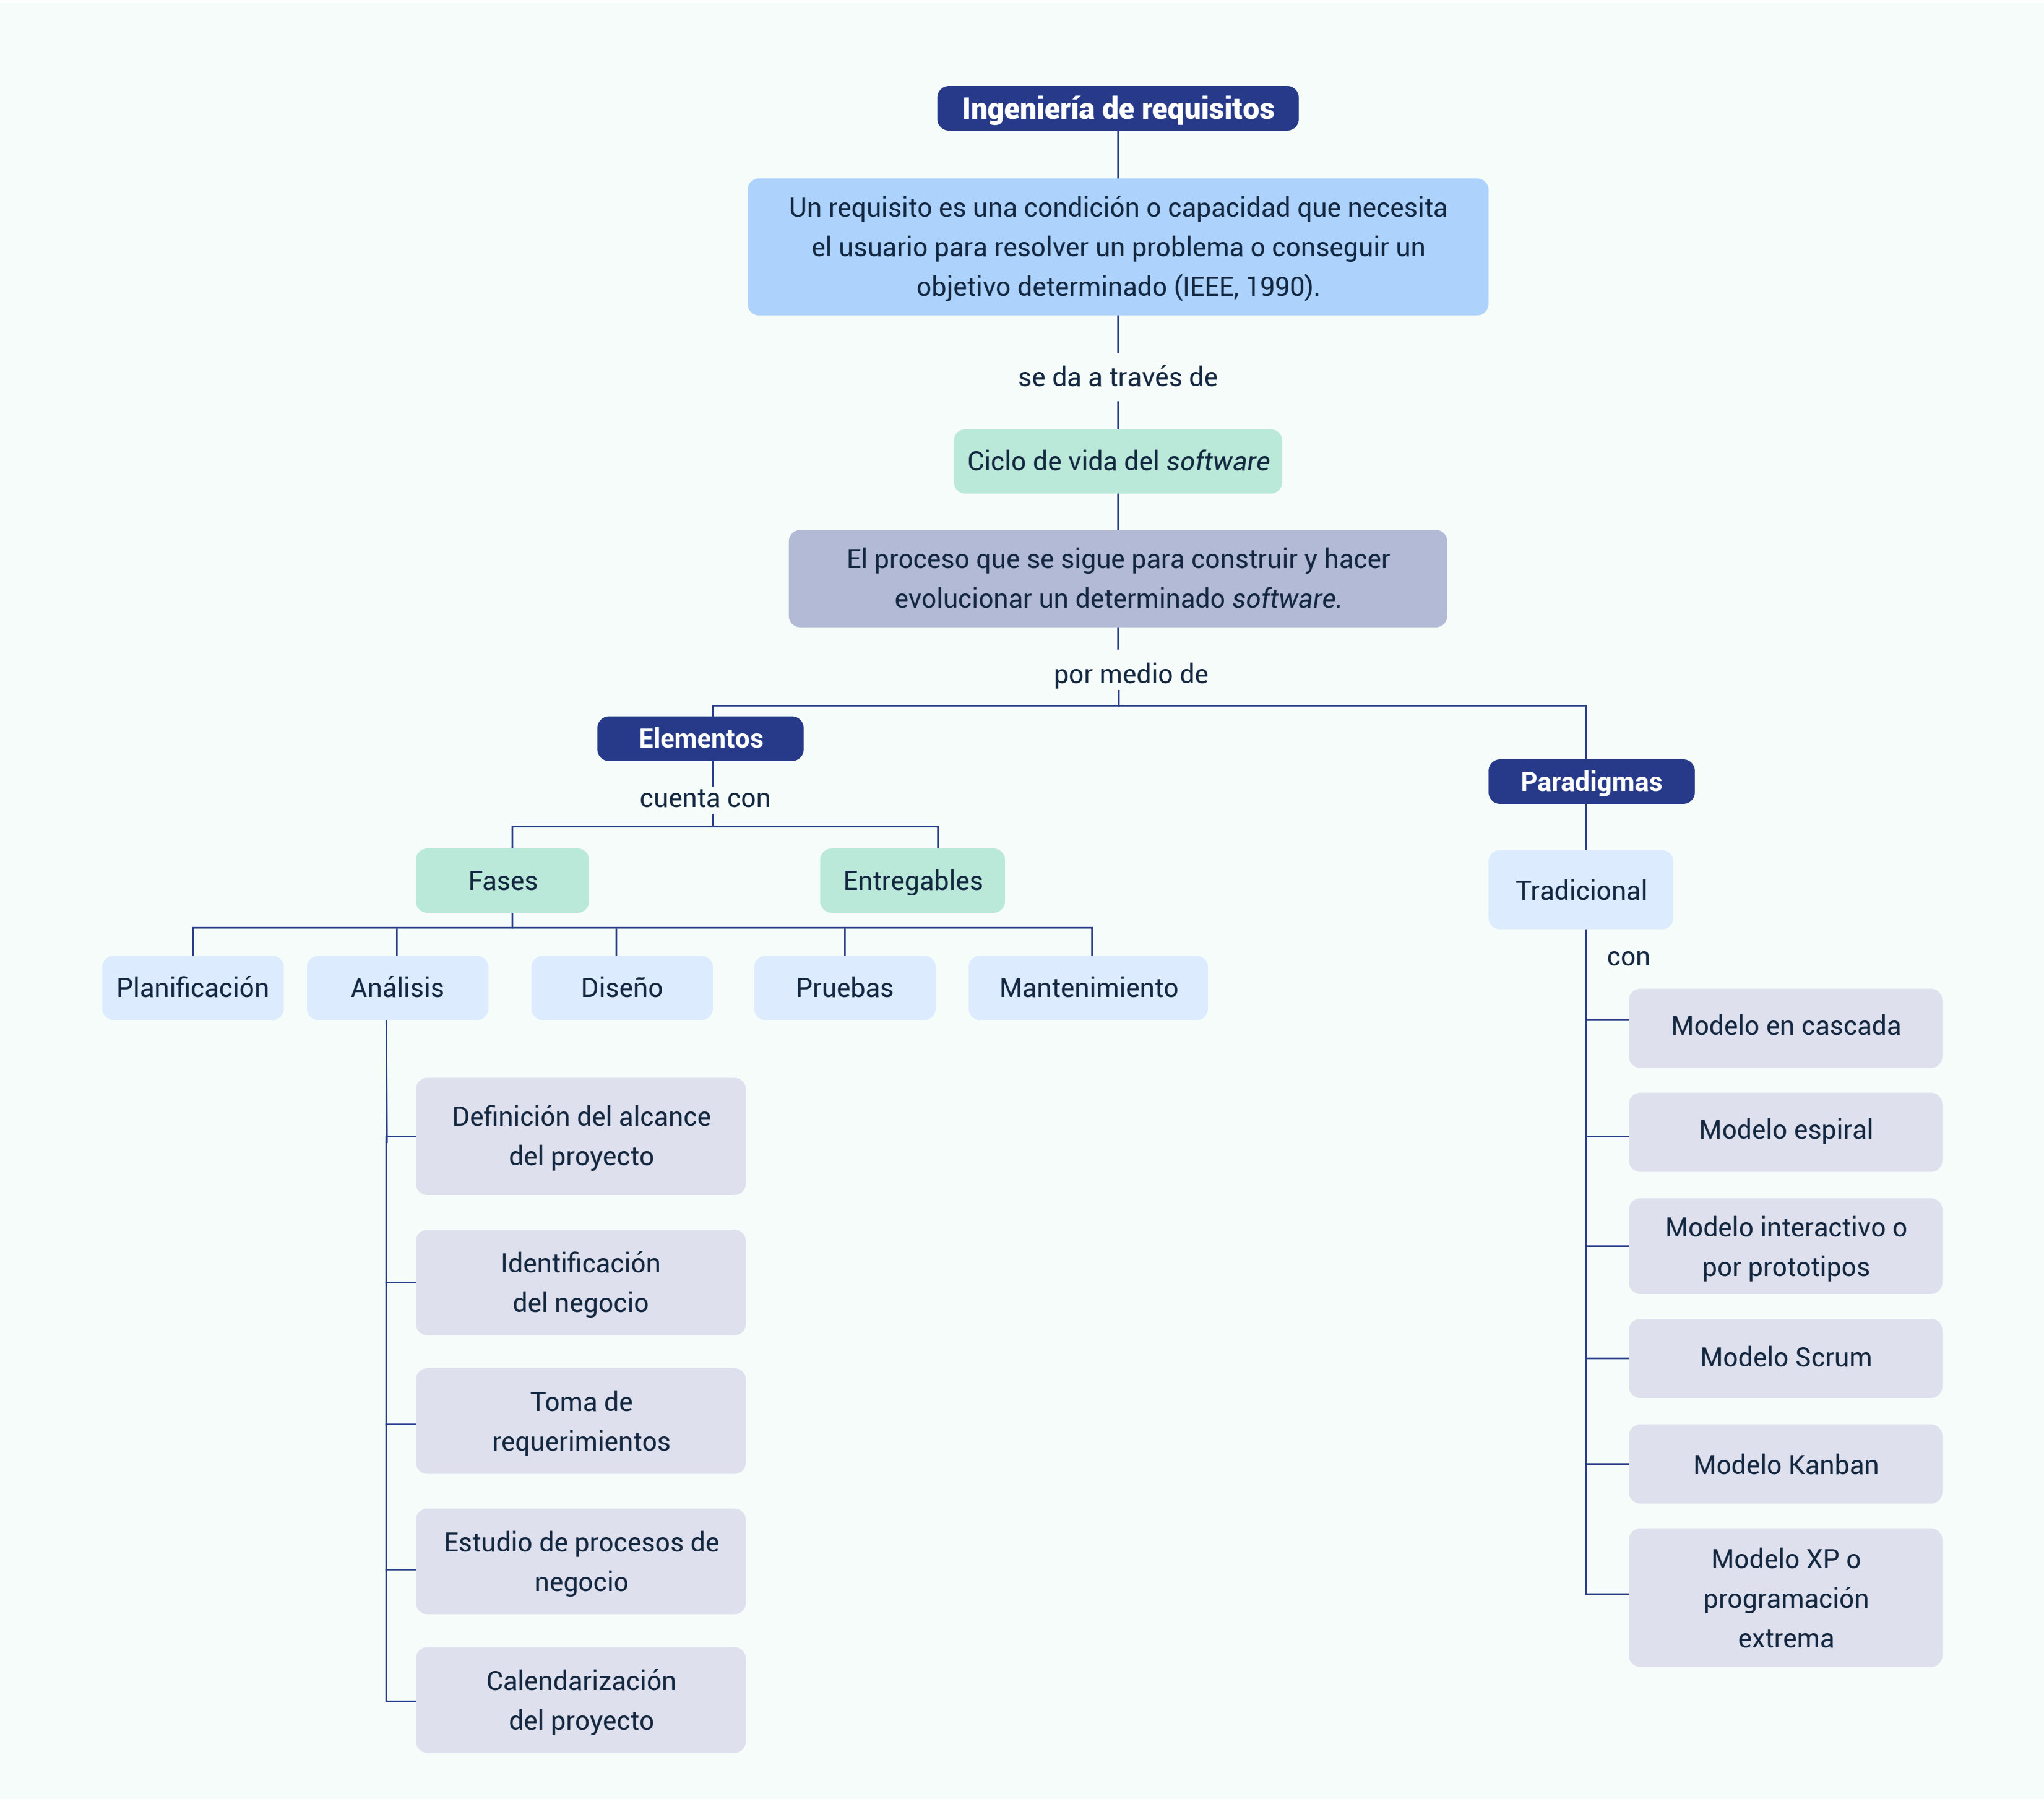 Ingeniería de requisitos
Un requisito es una condición o capacidad que necesita
el usuario para resolver un problema o conseguir un
objetivo determinado (IEEE, 1990).
se da a través de
Ciclo de vida del software
El proceso que se sigue para construir y hacer
evolucionar un determinado software.
por medio de
Elementos
cuenta con
Fases
Entregables
Planificación
Análisis
Diseño
Pruebas
Mantenimiento
Definición del alcance
del proyecto
Identificación
del negocio
Toma de
requerimientos
Estudio de procesos de
negocio
Calendarización
del proyecto
Paradigmas
Tradicional
con
Modelo en cascada
Modelo espiral
Modelo interactivo o
por prototipos
Modelo Scrum
Modelo Kanban
Modelo XP o
programación
extrema